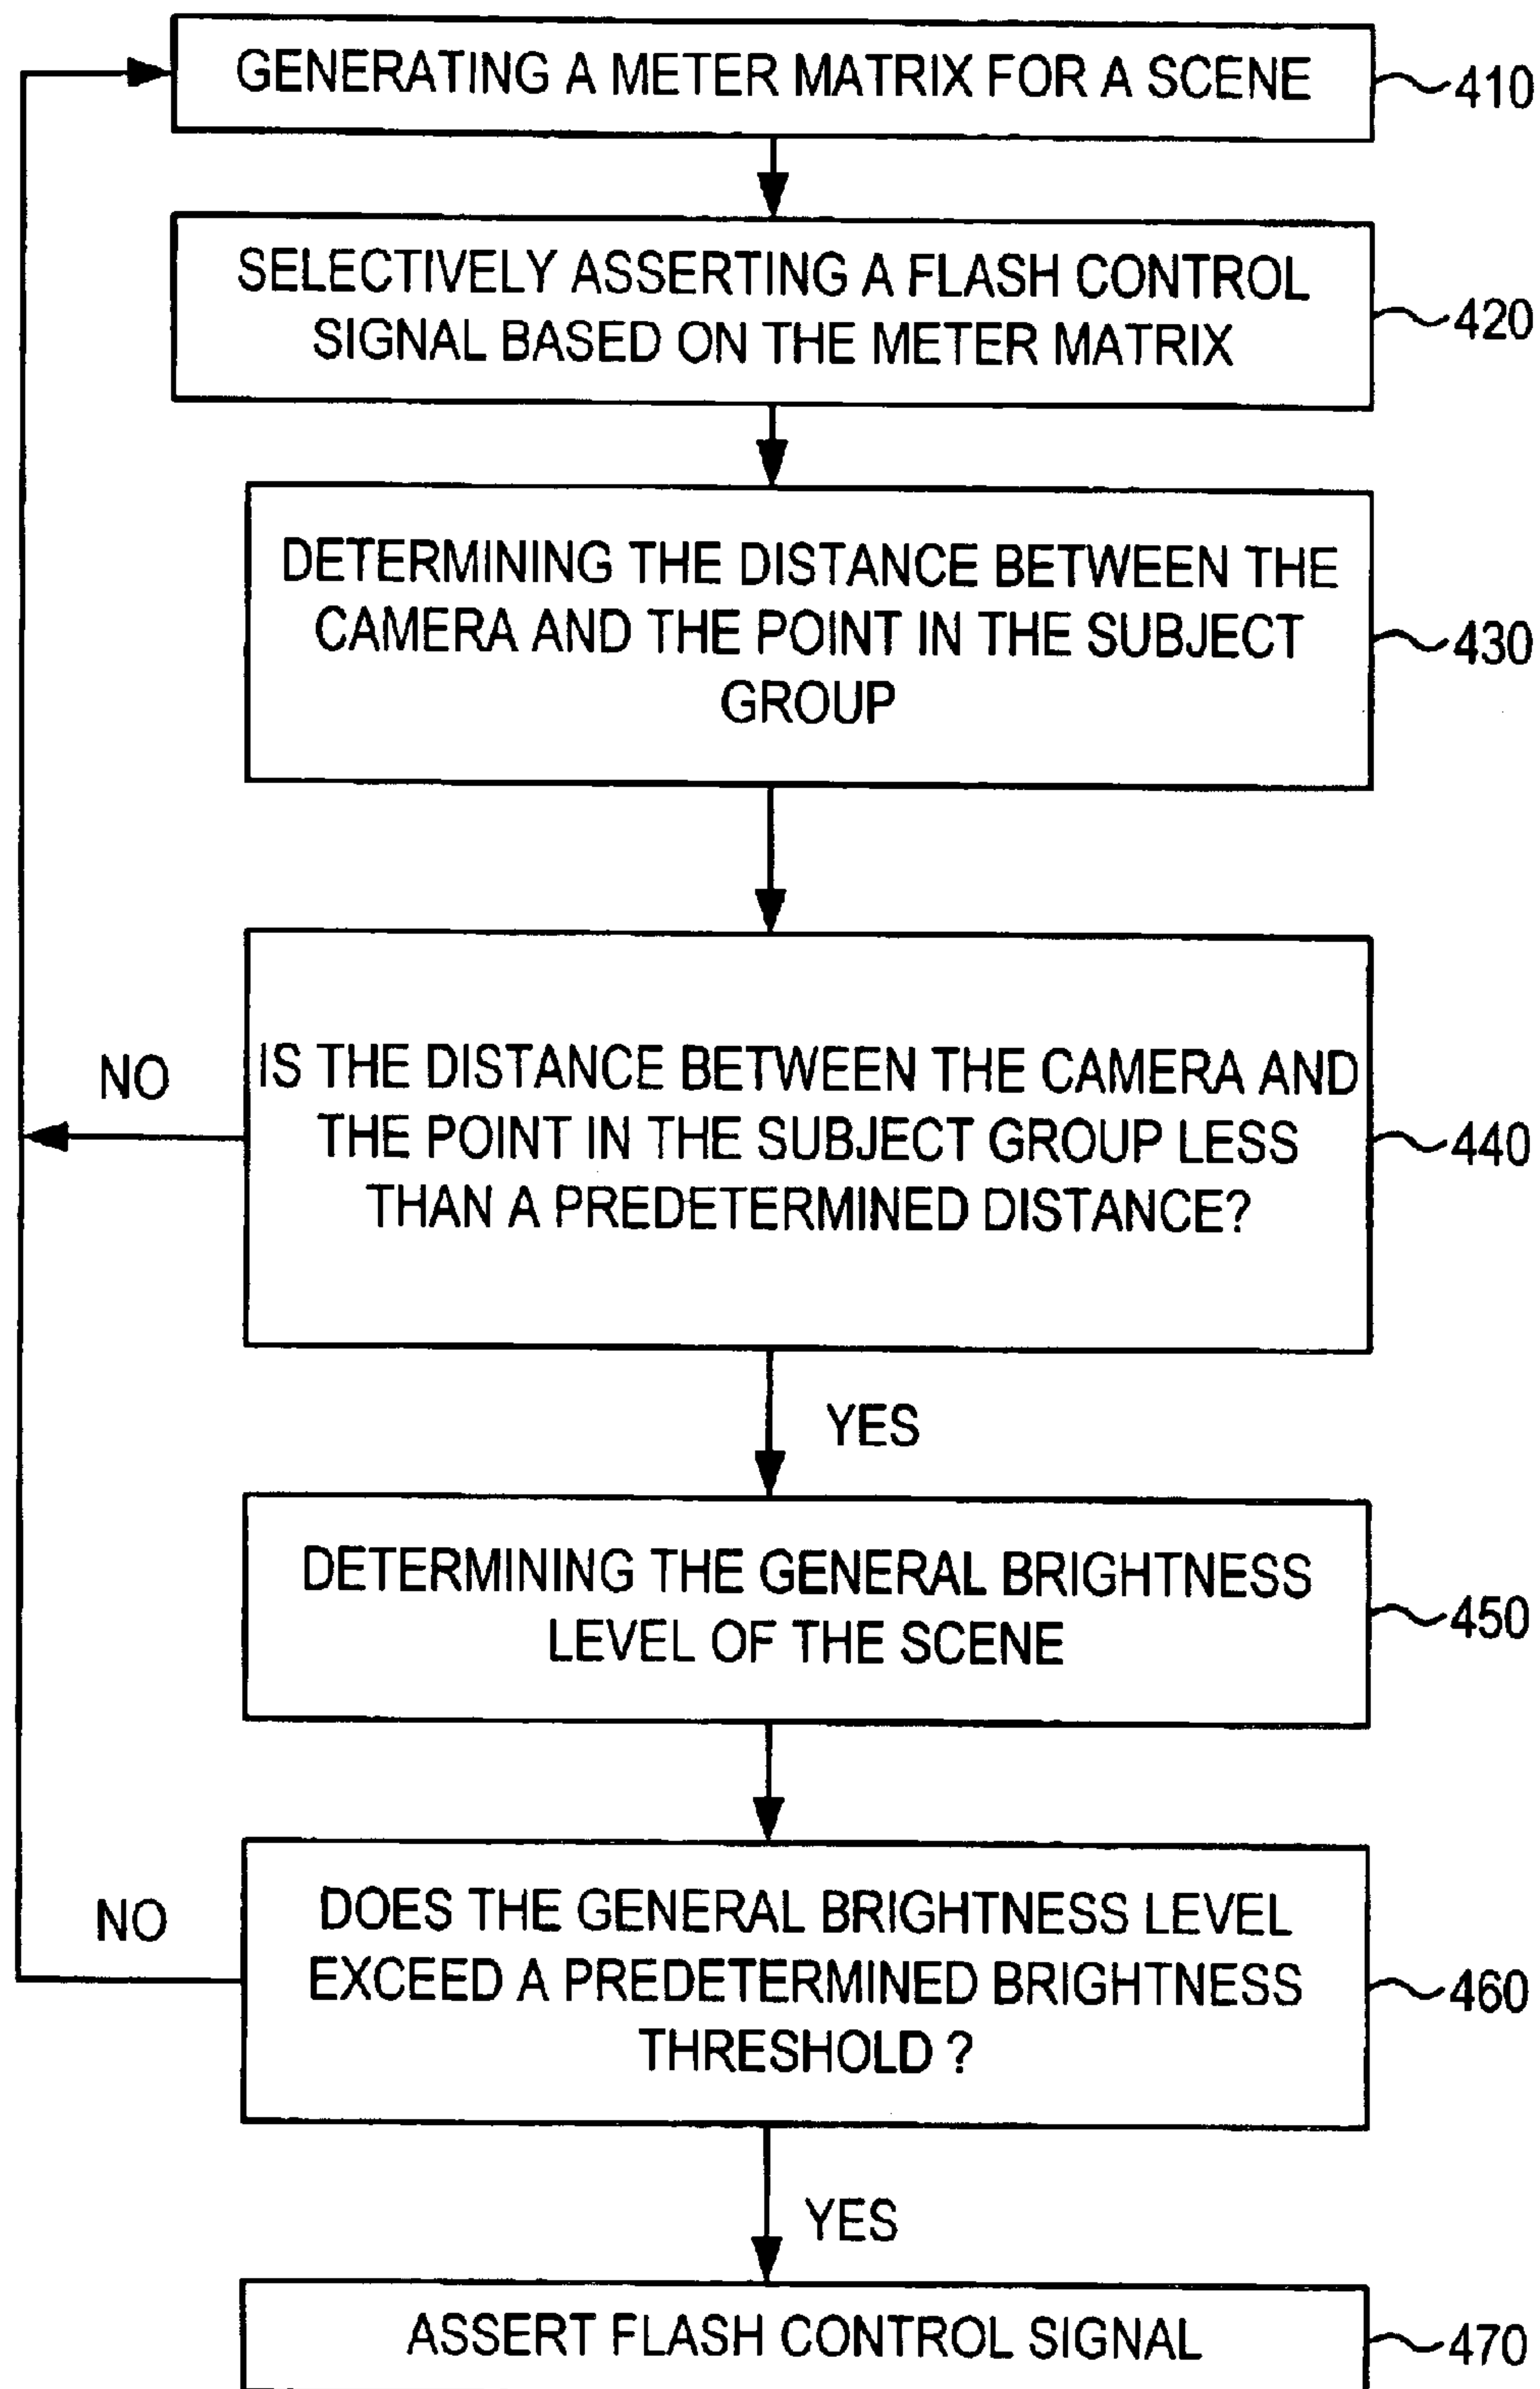 GENERATING A METER MATRIX FOR A SCENE
410
SELECTIVELY ASSERTING A FLASH CONTROL
SIGNAL BASED ON THE METER MATRIX
420
DETERMINING THE DISTANCE BETWEEN THE
CAMERA AND THE POINT IN THE SUBJECT
GROUP
430
NO
IS THE DISTANCE BETWEEN THE CAMERA AND
THE POINT IN THE SUBJECT GROUP LESS
THAN A PREDETERMINED DISTANCE?
440
YES
DETERMINING THE GENERAL BRIGHTNESS
LEVEL OF THE SCENE
450
NO
DOES THE GENERAL BRIGHTNESS LEVEL
EXCEED A PREDETERMINED BRIGHTNESS
THRESHOLD ?
460
YES
ASSERT FLASH CONTROL SIGNAL
470